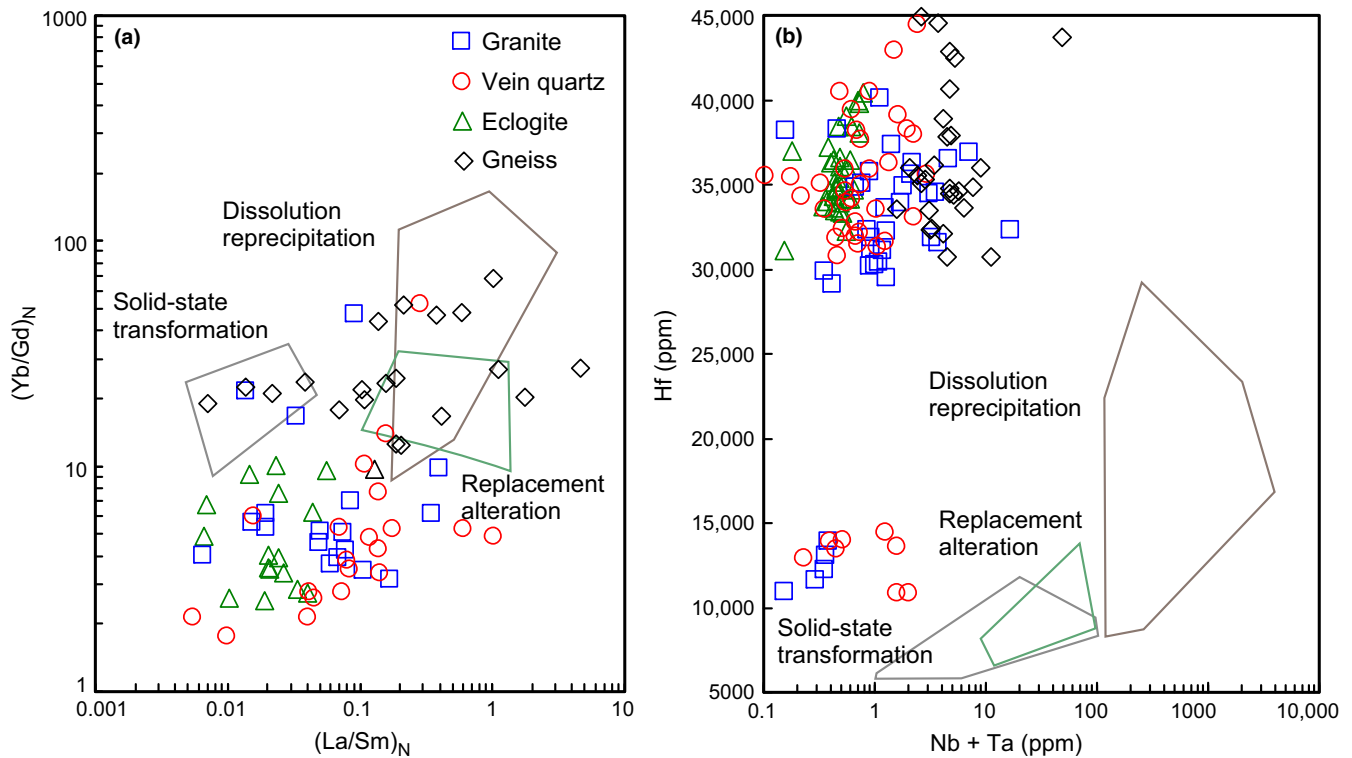 (a)
Granite
Vein quartz
Eclogite
Gneiss
Dissolution
reprecipitation
Solid-state
transformation
Replacement
alteration
1000
100
10
1
(Yb/Gd)N
0.001
0.01
0.1
1
10
(La/Sm)N
(b)
45,000
40,000
35,000
30,000
25,000
20,000
15,000
10,000
5000
Hf (ppm)
Dissolution
reprecipitation
Replacement
alteration
Solid-state
transformation
0.1
1
10
100
1000
10,000
Nb + Ta (ppm)